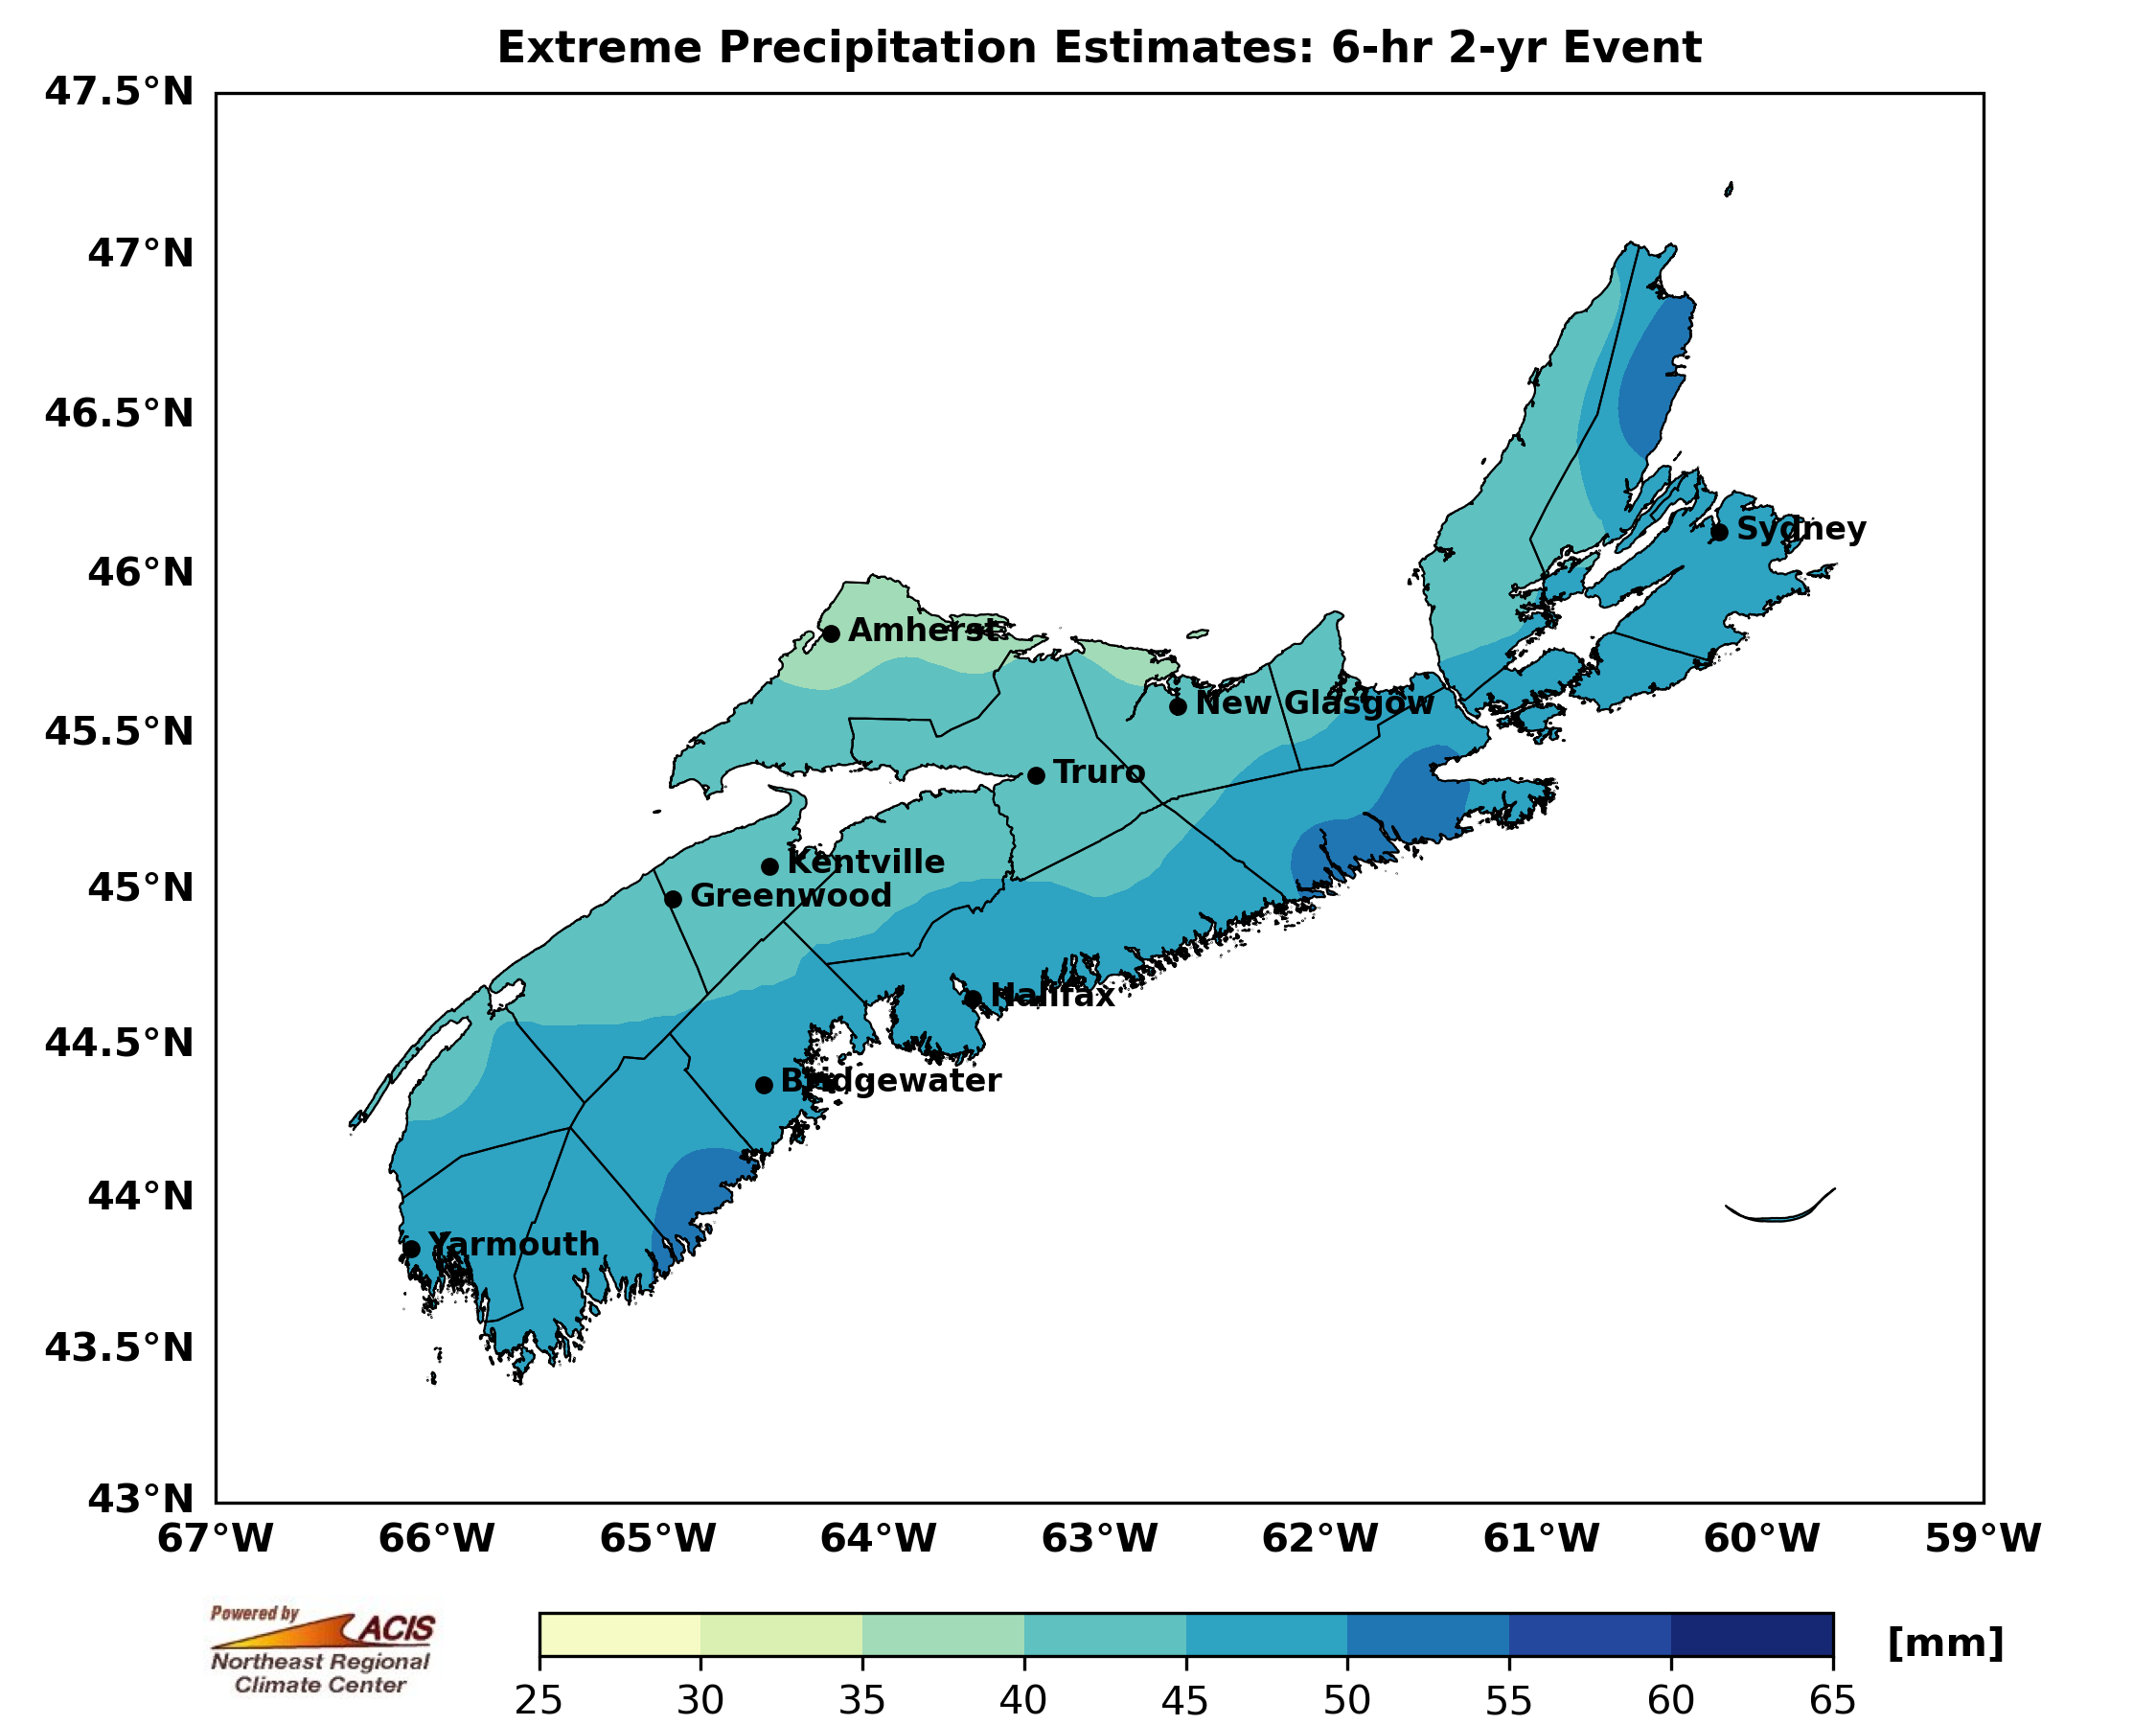 Extreme Precipitation Estimates: 6-hr 2-yr Event
47.5°N
47°N
46.5°N
46°N
45.5°N
45°N
44.5°N
44°N
43.5°N
43°N
Sydney
Amherst
New Glasgow
Truro
Kentville
Greenwood
Halifax
Bridgewater
Yarmouth
67°W 66°W 65°W 64°W 63°W 62°W 61°W 60°W 59°W
Powered by
ACIS
Northeast Regional
Climate Center
[mm]
25 30 35 40 45 50 55 60 65